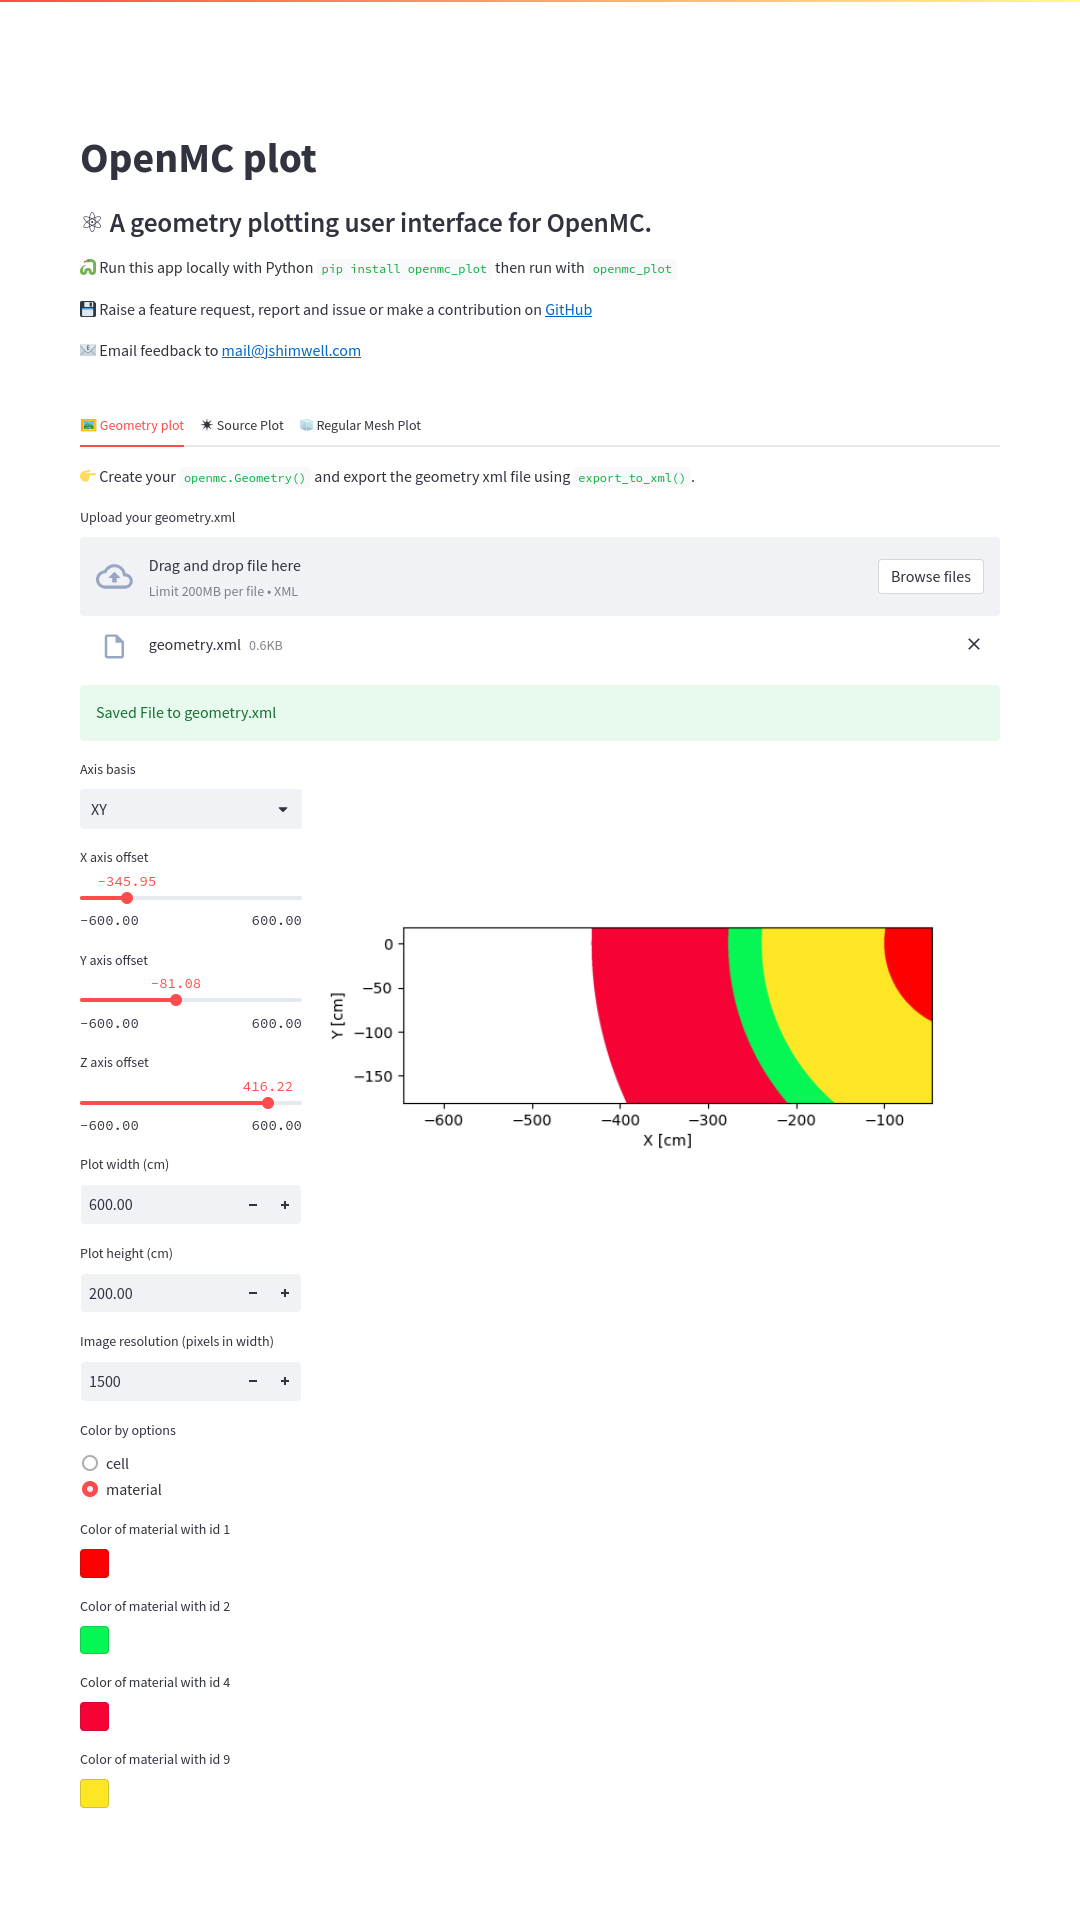 OpenMC plot
⚛ A geometry plotting user interface for OpenMC.
🐍 Run this app locally with Python pip install openmc_plot then run with openmc_plot
💾 Raise a feature request, report and issue or make a contribution on GitHub
📧 Email feedback to mail@jshimwell.com
🖼️ Geometry plot ✷ Source Plot 🧊 Regular Mesh Plot
👉 Create your openmc.Geometry() and export the geometry xml file using export_to_xml() .
Upload your geometry.xml
Drag and drop file here
Limit 200MB per file • XML
Browse files
geometry.xml 0.6KB
Saved File to geometry.xml
Axis basis
XY
X axis offset
-345.95
-600.00 600.00
Y axis offset
-81.08
-600.00 600.00
Z axis offset
416.22
-600.00 600.00
Plot width (cm)
600.00
Plot height (cm)
200.00
Image resolution (pixels in width)
1500
Color by options
cell
material
Color of material with id 1
Color of material with id 2
Color of material with id 4
Color of material with id 9
Y [cm]
0
−50
−100
−150
−600 −500 −400 −300 −200 −100
X [cm]